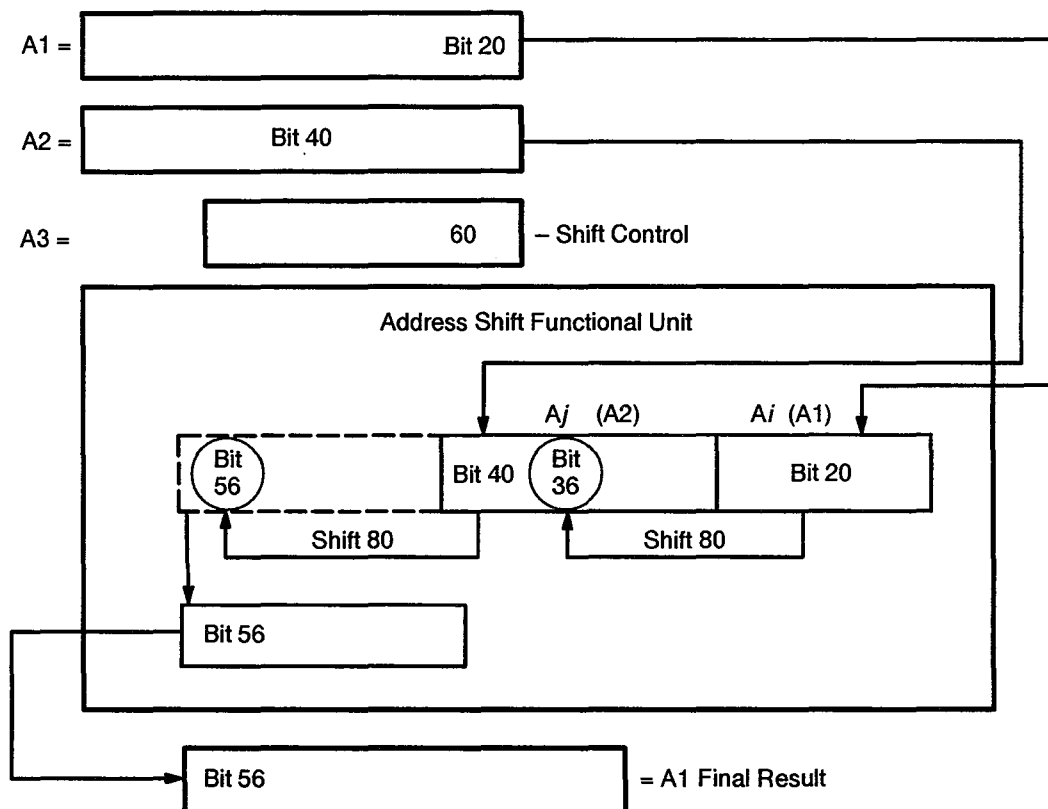 A1 = Bit 20
A2 = Bit 40
A3 = 60 – Shift Control
Address Shift Functional Unit
Aj (A2) Ai (A1)
Bit 56 Bit 40 Bit 36 Bit 20
Shift 80 Shift 80
Bit 56
Bit 56 = A1 Final Result